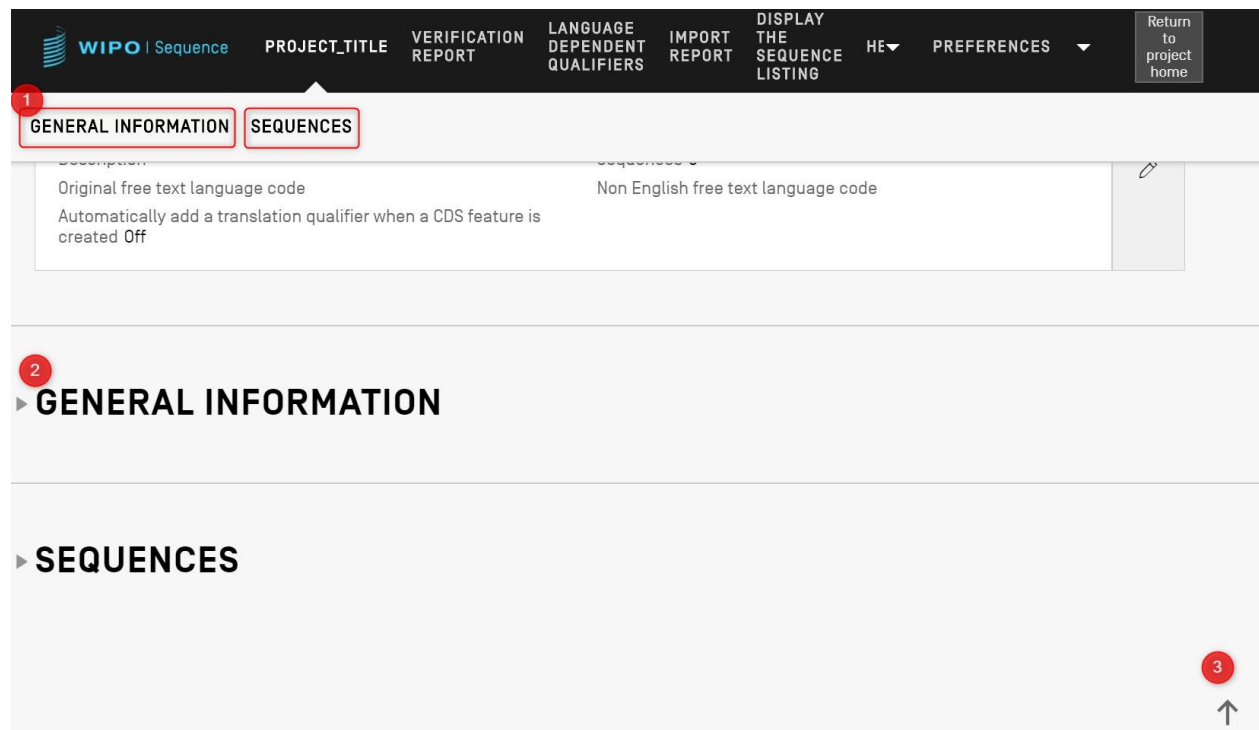 WIPO | Sequence
PROJECT_TITLE
VERIFICATION
REPORT
LANGUAGE
DEPENDENT
QUALIFIERS
IMPORT
REPORT
DISPLAY
THE
SEQUENCE
LISTING
HE
PREFERENCES
Return
to
project
home
1
GENERAL INFORMATION
SEQUENCES
Original free text language code
Non English free text language code
Automatically add a translation qualifier when a CDS feature is
created Off
2
GENERAL INFORMATION
SEQUENCES
3